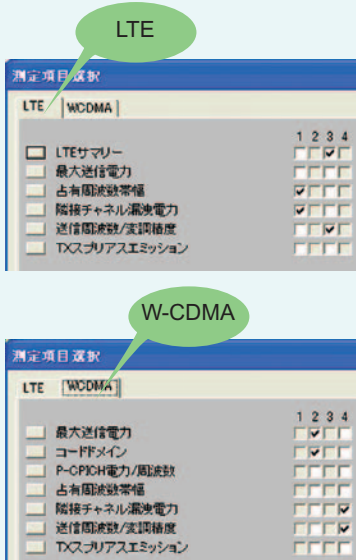 LTE
測定項目選択
LTE WCDMA
1 2 3 4
LTEサマリー
最大送信電力
占有周波数帯幅
隣接チャネル漏洩電力
送信周波数/変調精度
TXスプリアスエミッション
W-CDMA
測定項目選択
LTE WCDMA
1 2 3 4
最大送信電力
コードドメイン
P-CPICH電力/周波数
占有周波数帯幅
隣接チャネル漏洩電力
送信周波数/変調精度
TXスプリアスエミッション